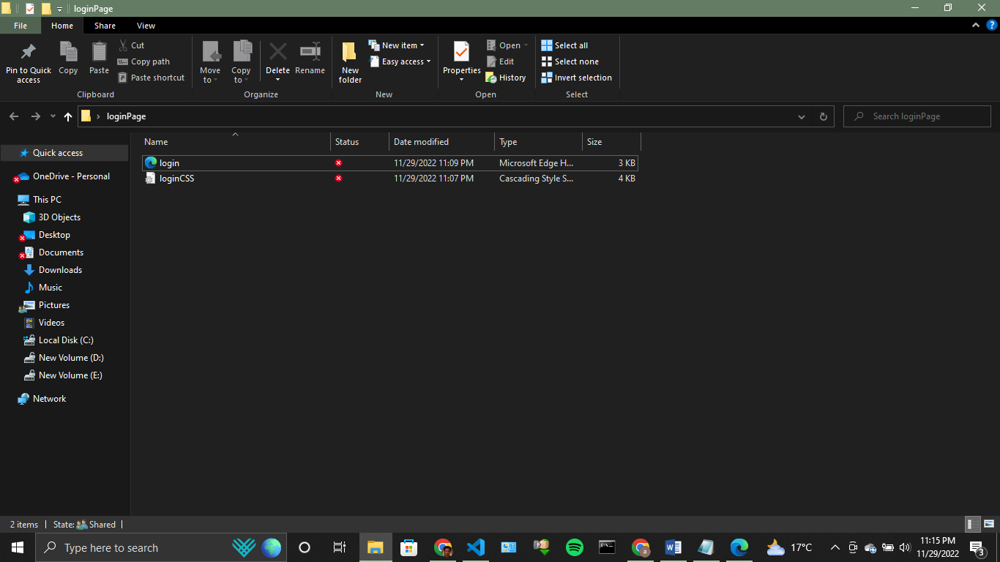 loginPage
File Home Share View
Pin to Quick access
Copy
Paste
Cut
Copy path
Paste shortcut
Clipboard
Move to
Copy to
Delete
Rename
Organize
New folder
New item
Easy access
New
Properties
Open
Edit
History
Open
Select all
Select none
Invert selection
Select
loginPage
Search loginPage
Name Status Date modified Type Size
login 11/29/2022 11:09 PM Microsoft Edge H... 3 KB
loginCSS 11/29/2022 11:07 PM Cascading Style S... 4 KB
Quick access
OneDrive - Personal
This PC
3D Objects
Desktop
Documents
Downloads
Music
Pictures
Videos
Local Disk (C:)
New Volume (D:)
New Volume (E:)
Network
2 items State: Shared
Type here to search
17°C
11:15 PM
11/29/2022
3